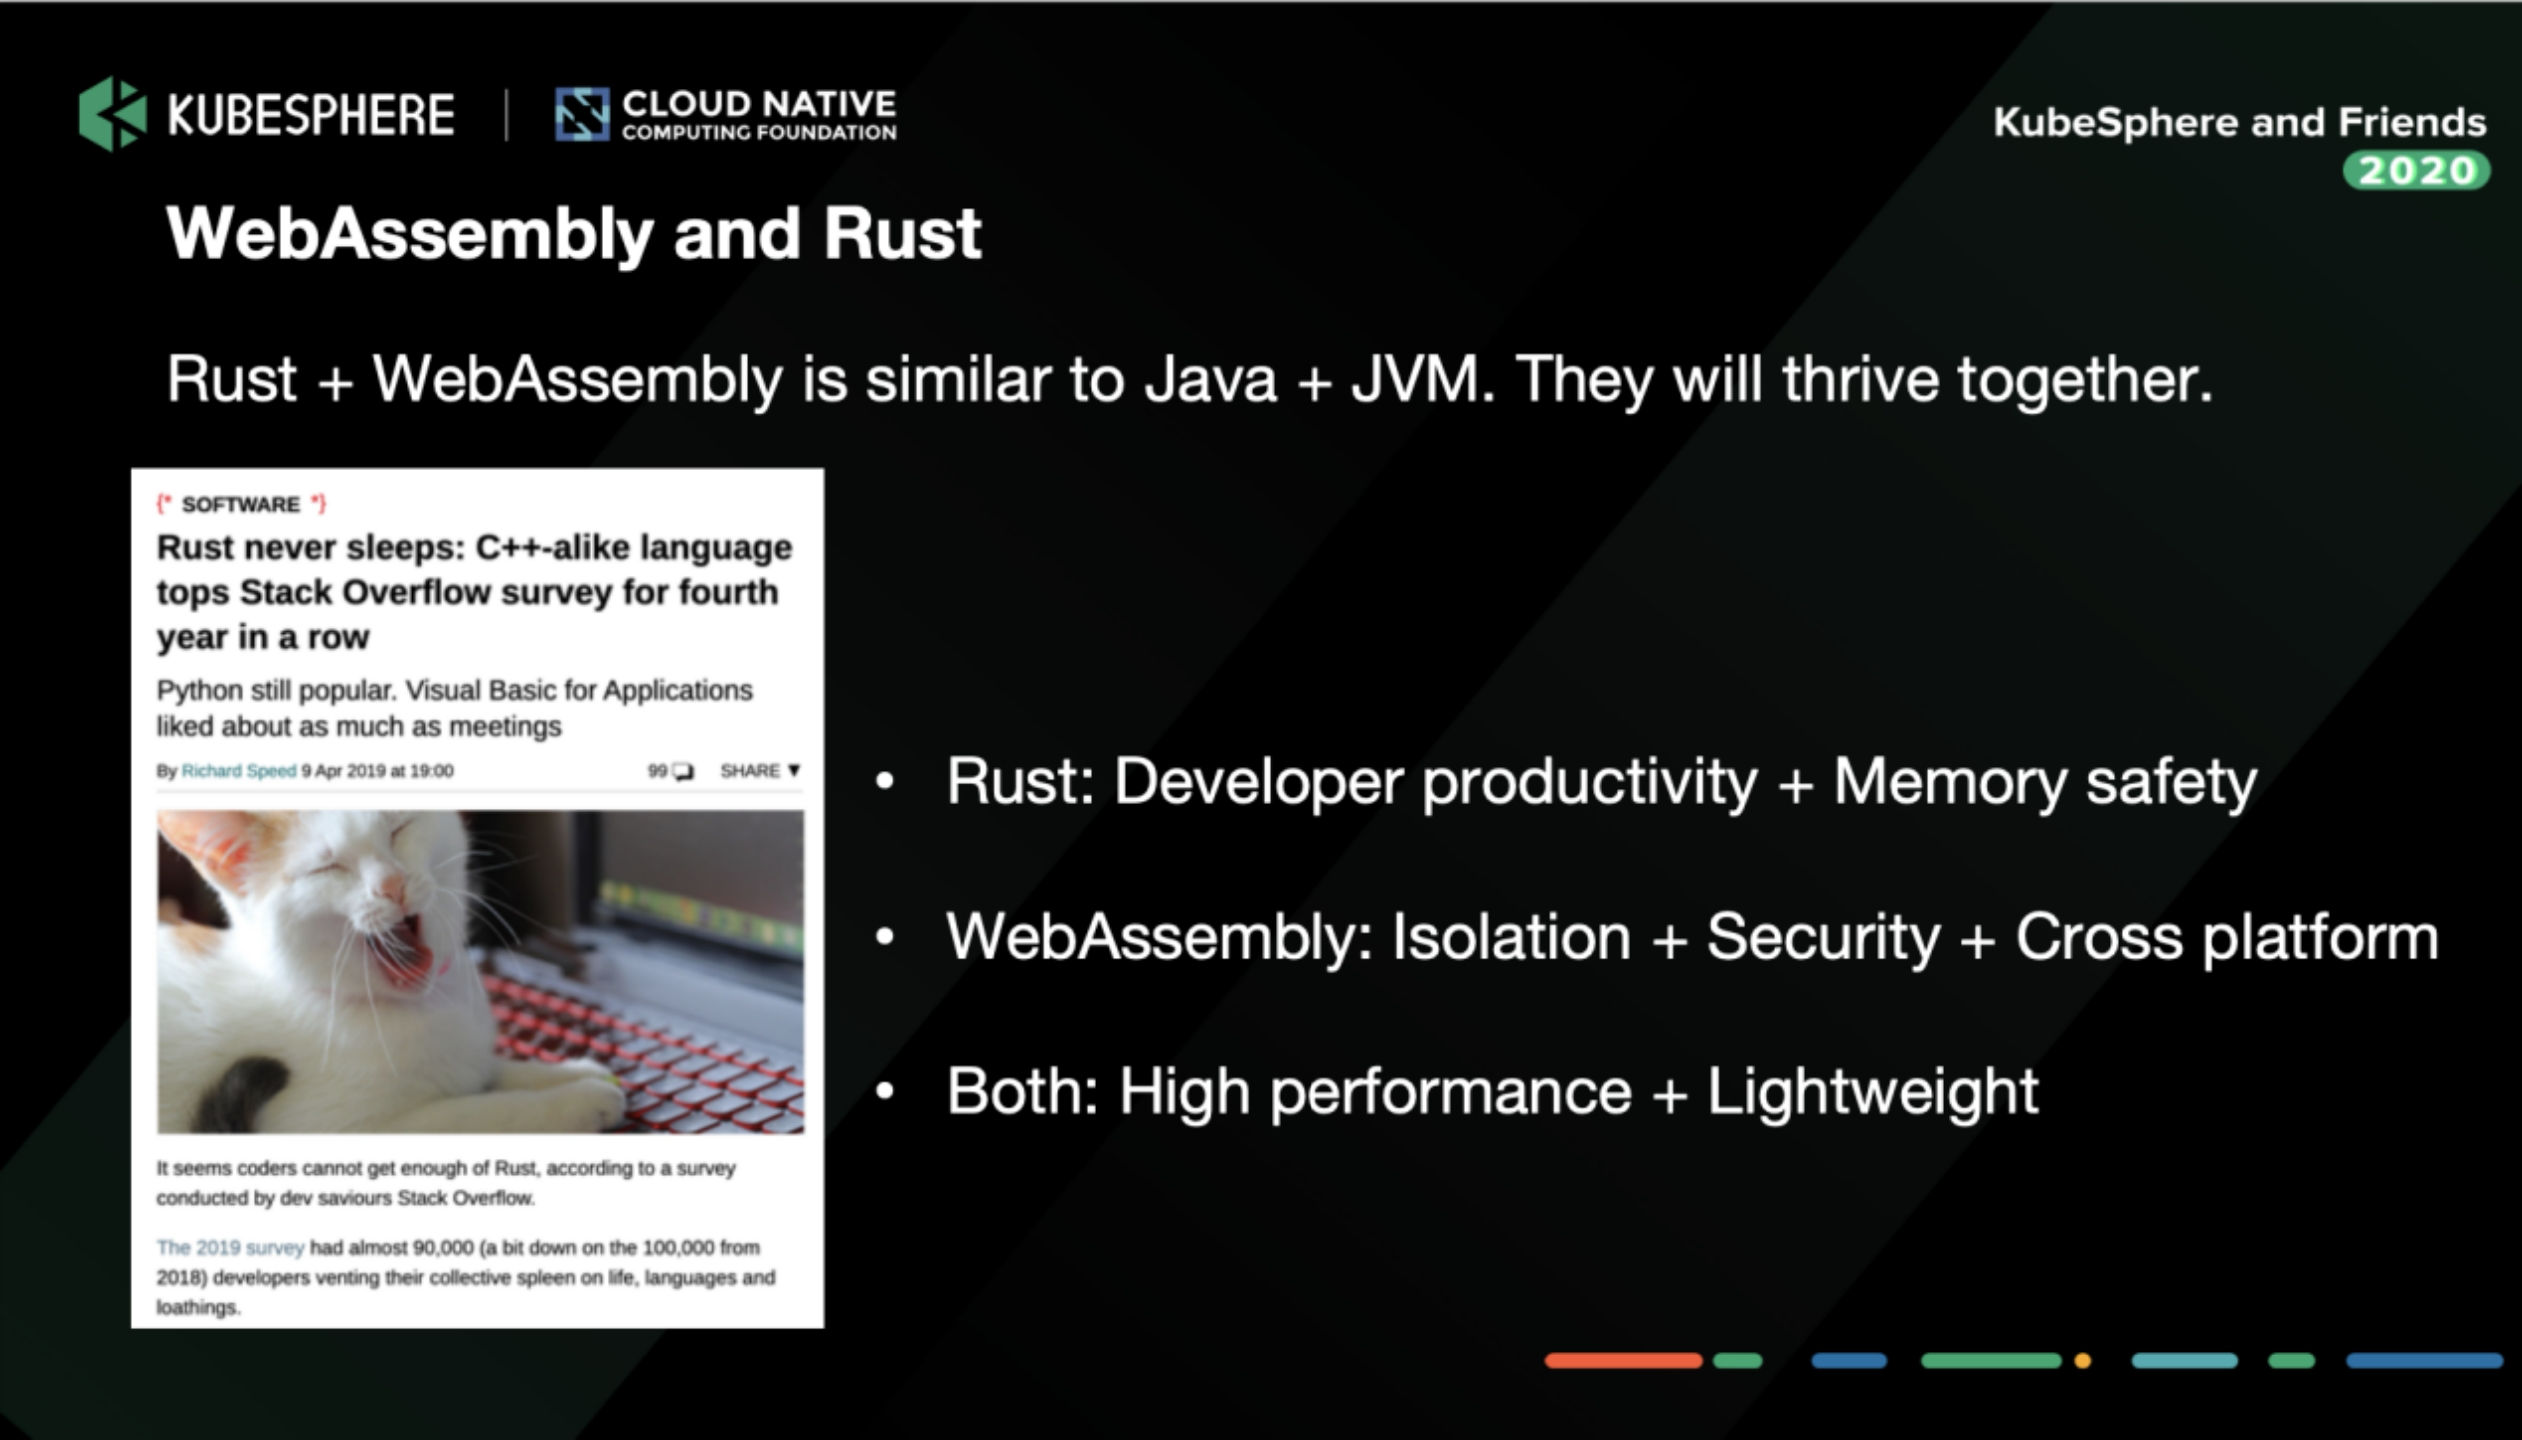 KUBESPHERE
CLOUD NATIVE
COMPUTING FOUNDATION
KubeSphere and Friends
2020
WebAssembly and Rust
Rust + WebAssembly is similar to Java + JVM. They will thrive together.
{* SOFTWARE *}
Rust never sleeps: C++-alike language
tops Stack Overflow survey for fourth
year in a row
Python still popular. Visual Basic for Applications
liked about as much as meetings
By Richard Speed 9 Apr 2019 at 19:00 99 SHARE ▼
It seems coders cannot get enough of Rust, according to a survey
conducted by dev saviours Stack Overflow.
The 2019 survey had almost 90,000 (a bit down on the 100,000 from
2018) developers venting their collective spleen on life, languages and
loathings.
• Rust: Developer productivity + Memory safety
• WebAssembly: Isolation + Security + Cross platform
• Both: High performance + Lightweight